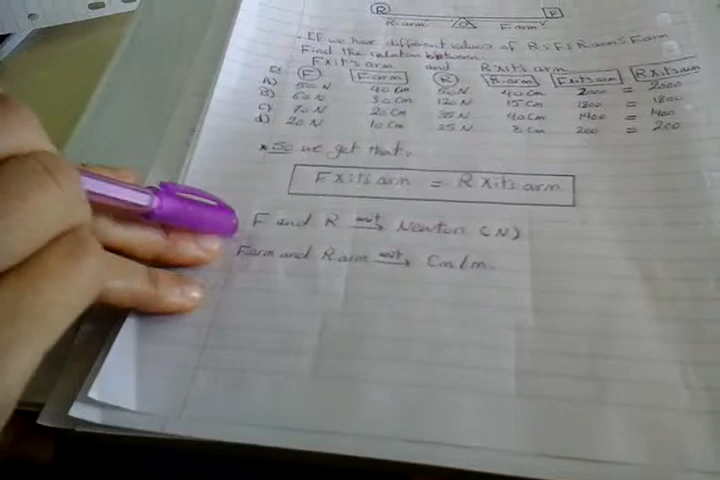 R F
R arm F arm
. If we have different values of R & F & R arm & F arm
Find the relation between
F x it's arm and R x it's arm
Ex (F) F arm (R) R arm F x it's arm R x it's arm
A) 50 N 40 cm 50 N 40 cm 2000 = 2000
B) 60 N 30 cm 120 N 15 cm 1800 = 1800
C) 70 N 20 cm 35 N 40 cm 1400 = 1400
d) 20 N 10 cm 25 N 8 cm 200 = 200
* So we get that:
F x it's arm = R x it's arm
F and R unit → Newton (N)
F arm and R arm unit → Cm/m.